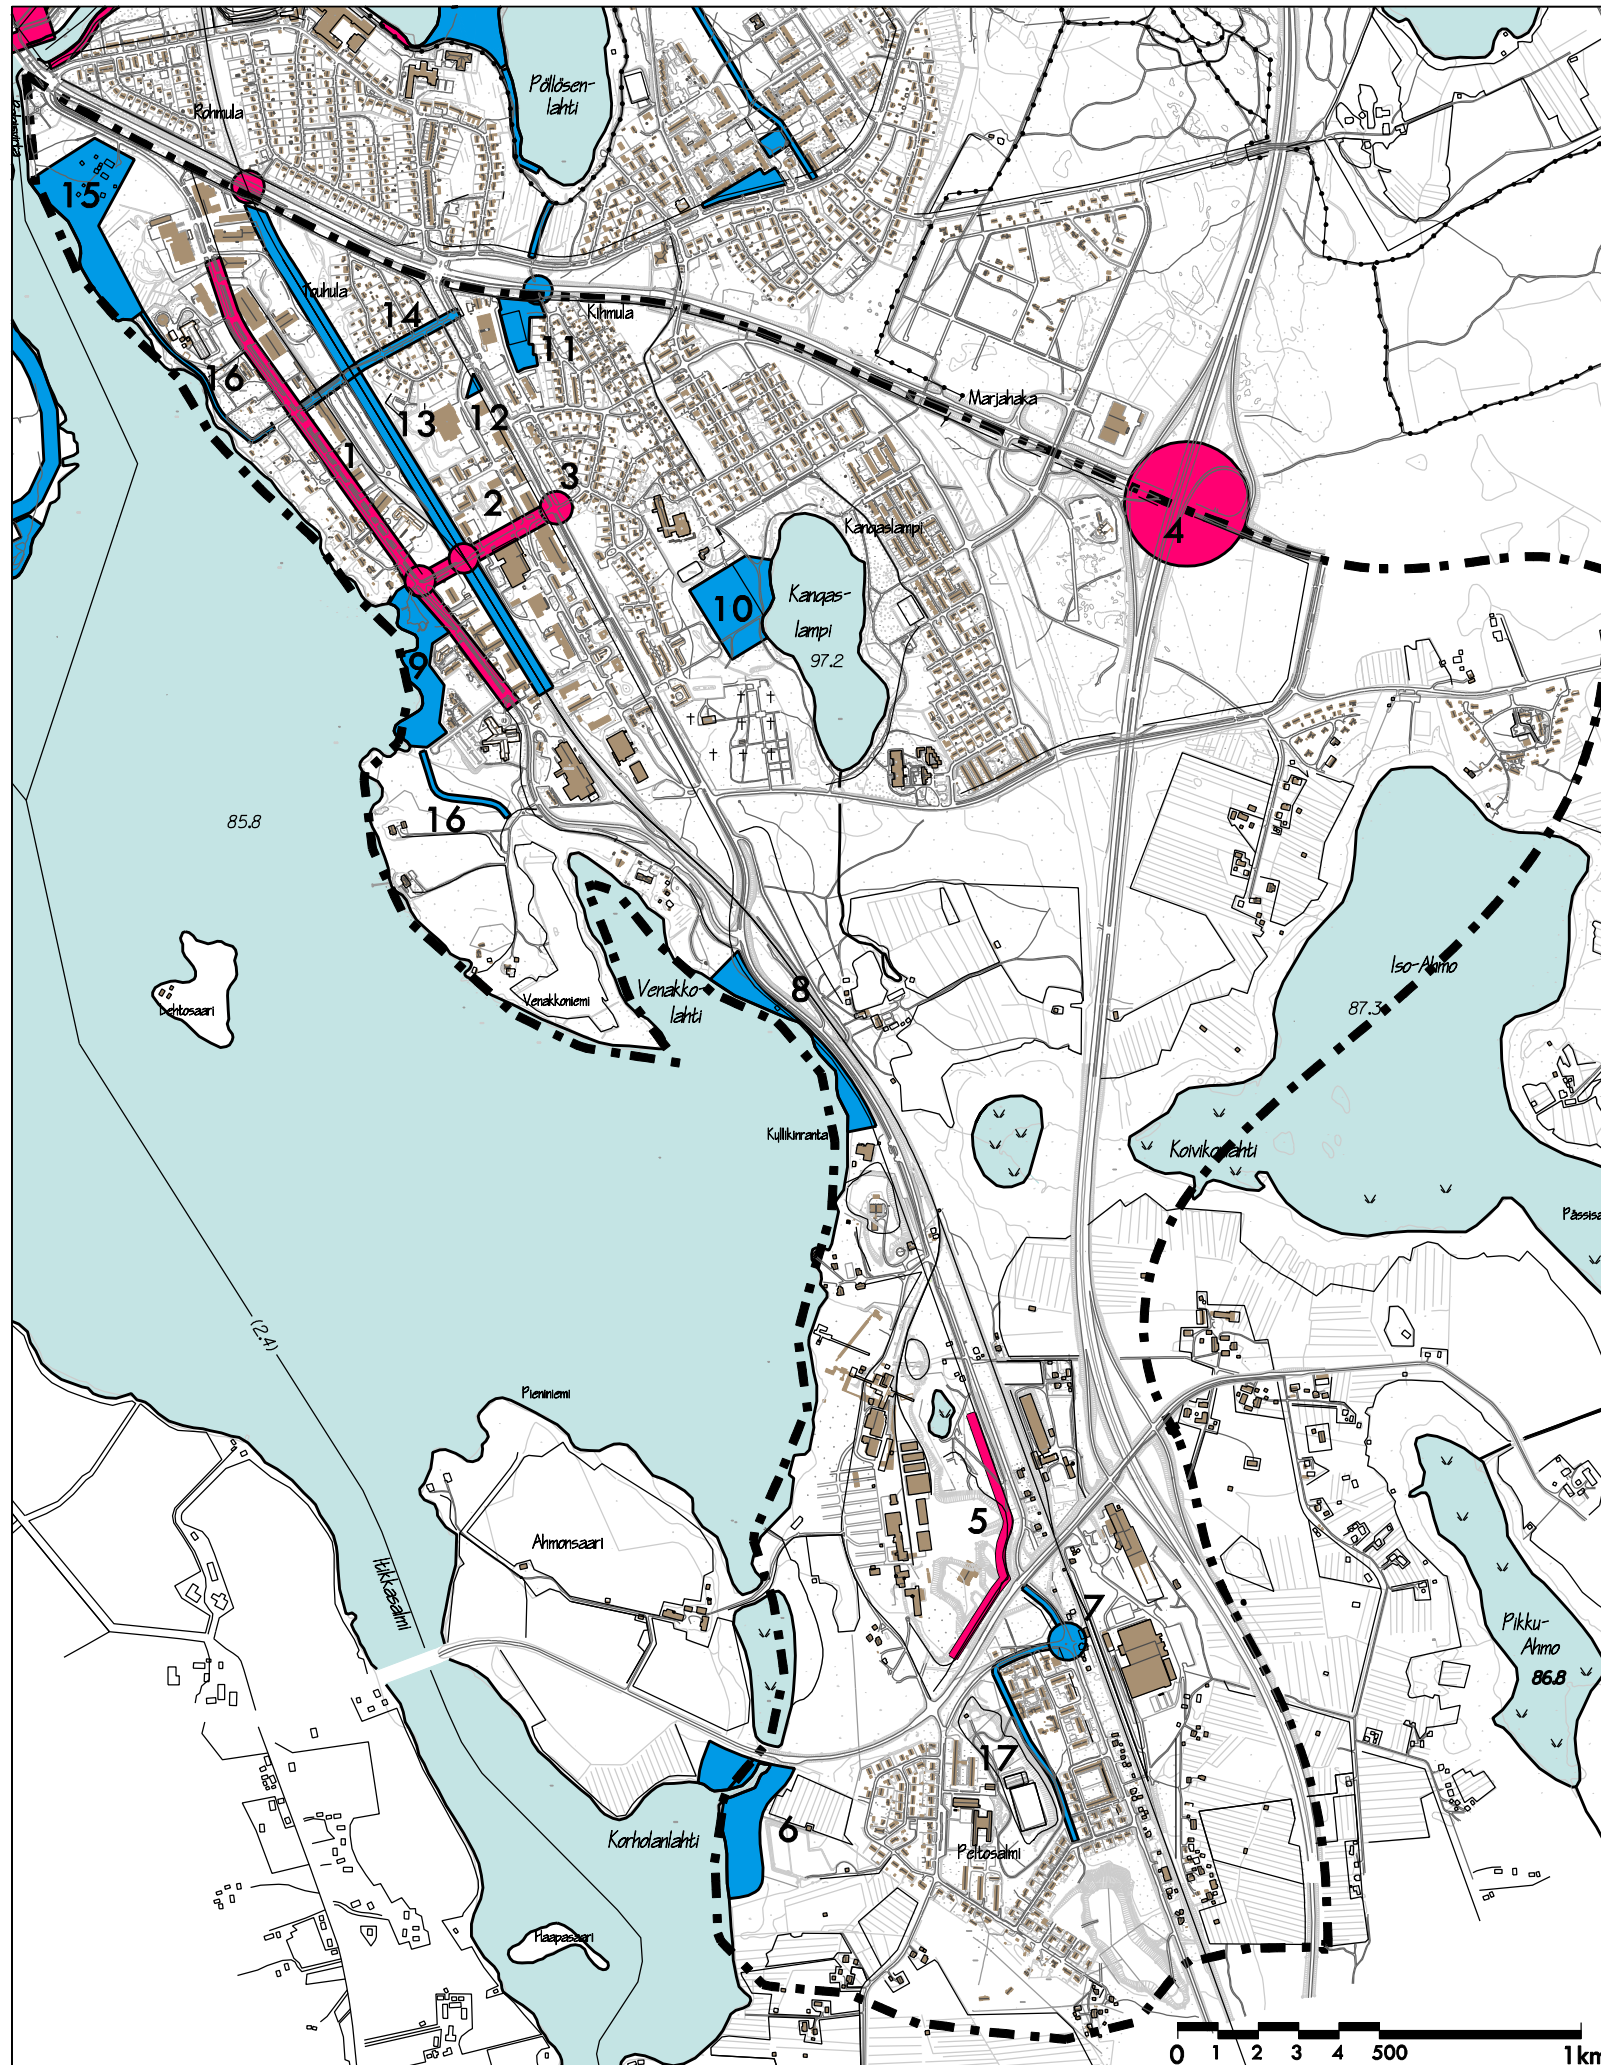 Pöllösen-
lahti
Rohmula
15
Touhula
14
Kihmula
11
16
13
12
Marjahaka
1
2
3
4
Kangaslampi
Kangas-
lampi
97.2
10
9
85.8
16
Iso-Ahmo
87.3
8
Venakko-
lahti
Venakkoniemi
Lehtosaari
Kyllikinranta
Koivikonlahti
(2.4)
Pieniniemi
5
Ahmonsaari
Itikkasalmi
7
Pikku-
Ahmo
86.8
17
6
Korholanlahti
Peltosalmi
Haapasaari
0 1 2 3 4 500 1km